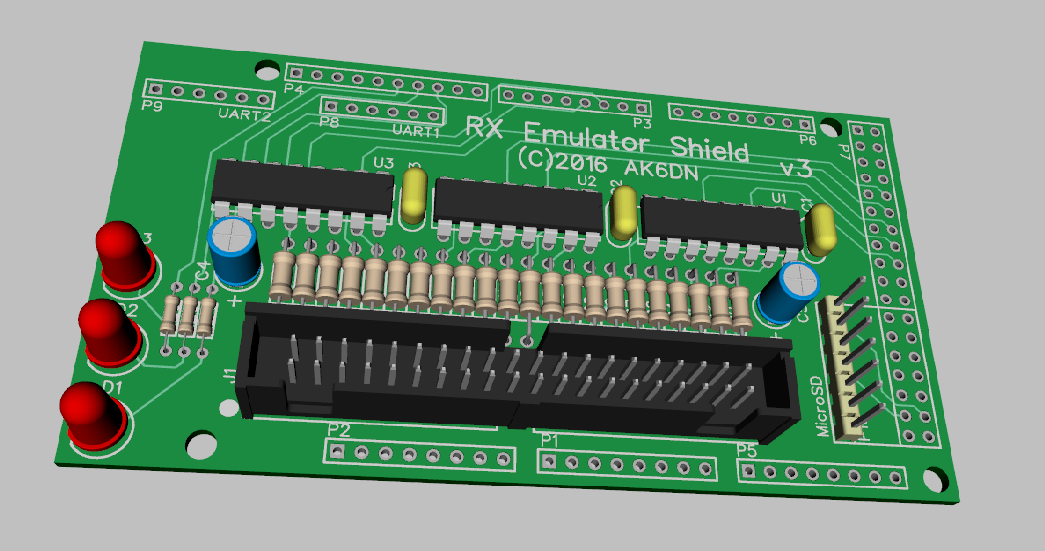 P4
P9
UART2
P8
UART1
P3
P6
P7
RX Emulator Shield
(C)2016 AK6DN
v3
U3
U2
U1
C4
D1
J1
MicroSD
P2
P1
P5